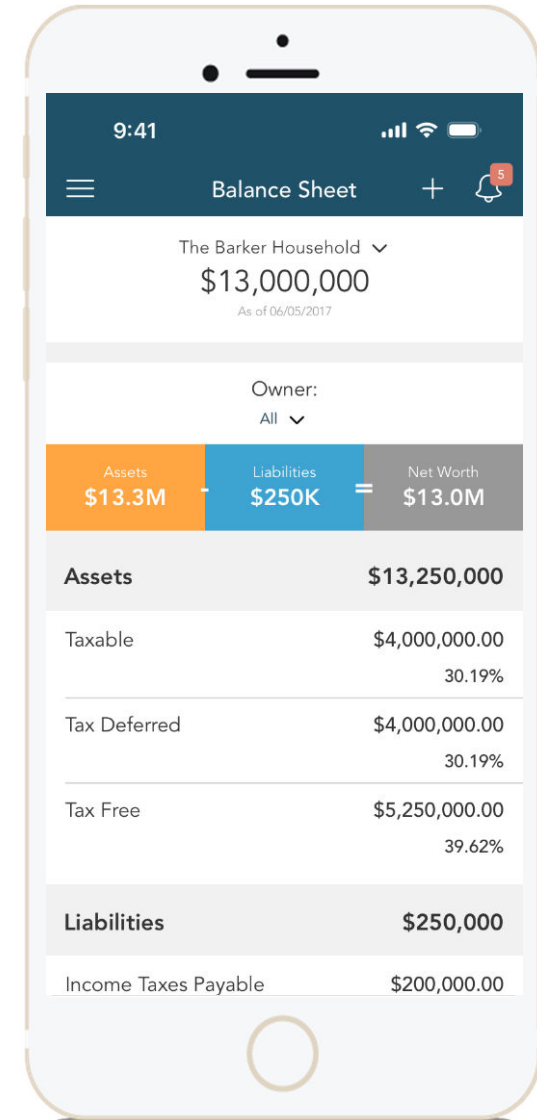 9:41
Balance Sheet
5
The Barker Household
$13,000,000
As of 06/05/2017
Owner:
All
Assets Liabilities Net Worth
$13.3M - $250K = $13.0M
Assets $13,250,000
Taxable $4,000,000.00
30.19%
Tax Deferred $4,000,000.00
30.19%
Tax Free $5,250,000.00
39.62%
Liabilities $250,000
Income Taxes Payable $200,000.00